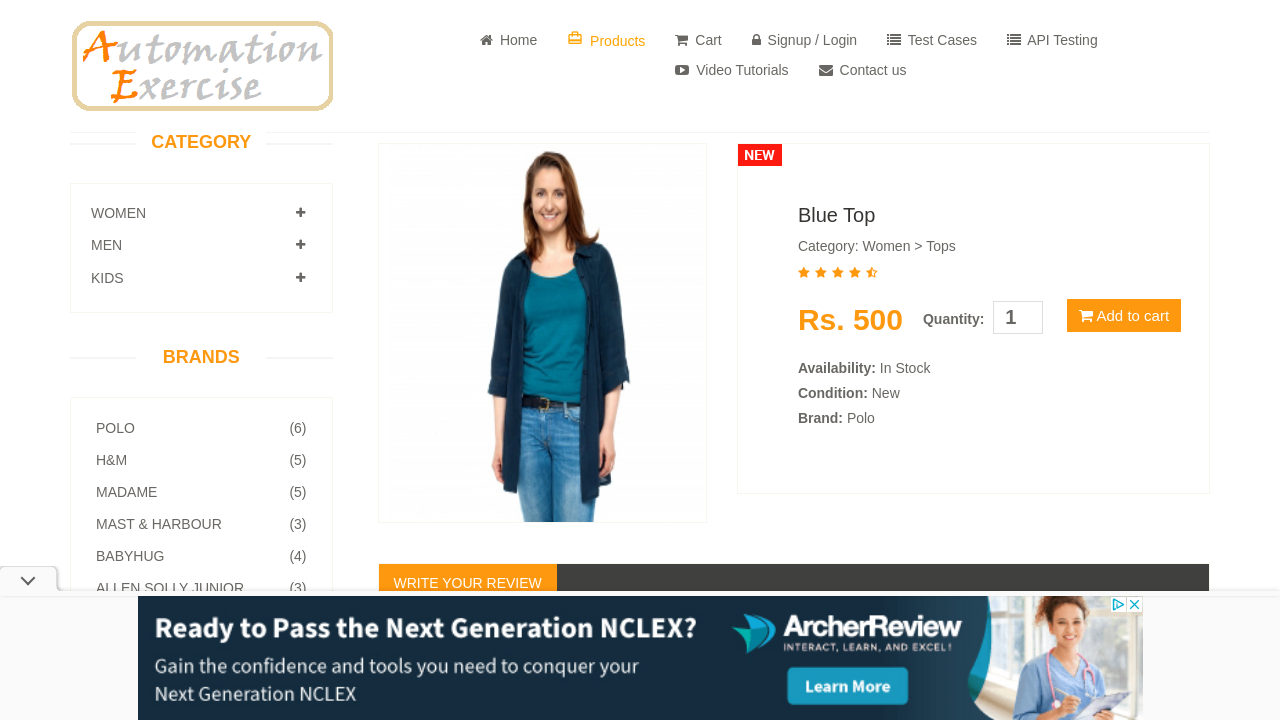 Automation
Exercise
Home
Products
Cart
Signup / Login
Test Cases
API Testing
Video Tutorials
Contact us
CATEGORY
WOMEN
MEN
KIDS
BRANDS
POLO (6)
H&M (5)
MADAME (5)
MAST & HARBOUR (3)
BABYHUG (4)
ALLEN SOLLY JUNIOR (3)
NEW
Blue Top
Category: Women > Tops
Rs. 500 Quantity: 1 Add to cart
Availability: In Stock
Condition: New
Brand: Polo
WRITE YOUR REVIEW
Ready to Pass the Next Generation NCLEX?
Gain the confidence and tools you need to conquer your
Next Generation NCLEX
ArcherReview
INTERACT, LEARN, AND EXCEL!
Learn More